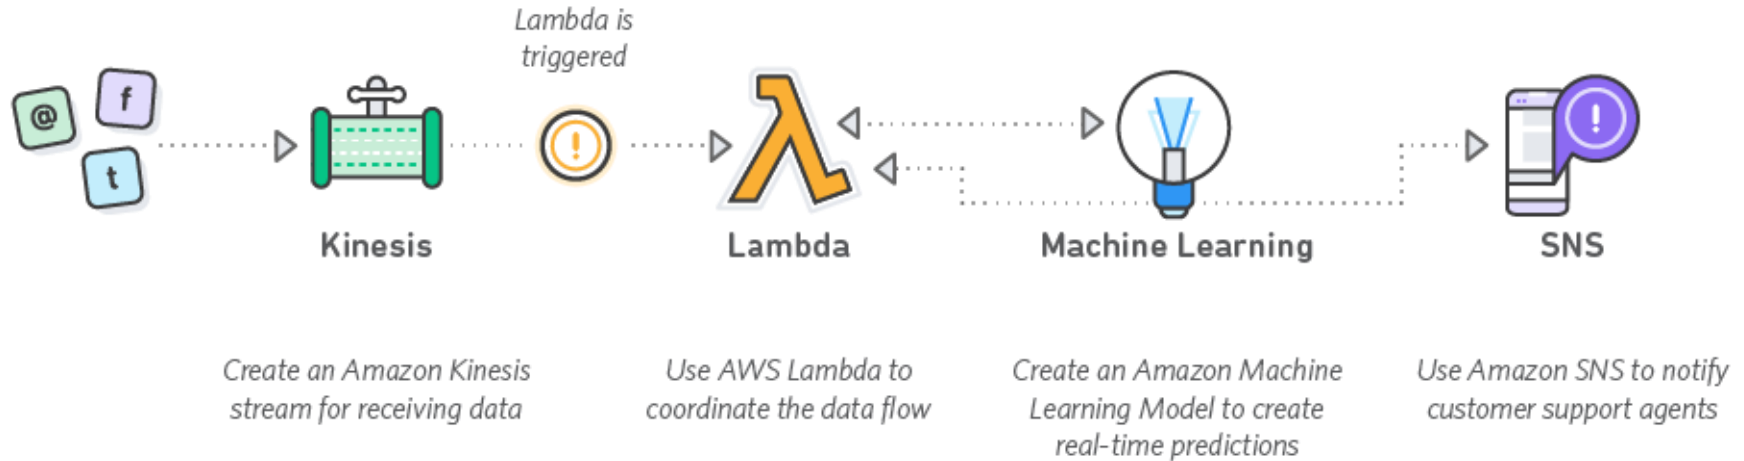 Lambda is
triggered
@
f
t
Kinesis
Lambda
Machine Learning
SNS
Create an Amazon Kinesis
stream for receiving data
Use AWS Lambda to
coordinate the data flow
Create an Amazon Machine
Learning Model to create
real-time predictions
Use Amazon SNS to notify
customer support agents